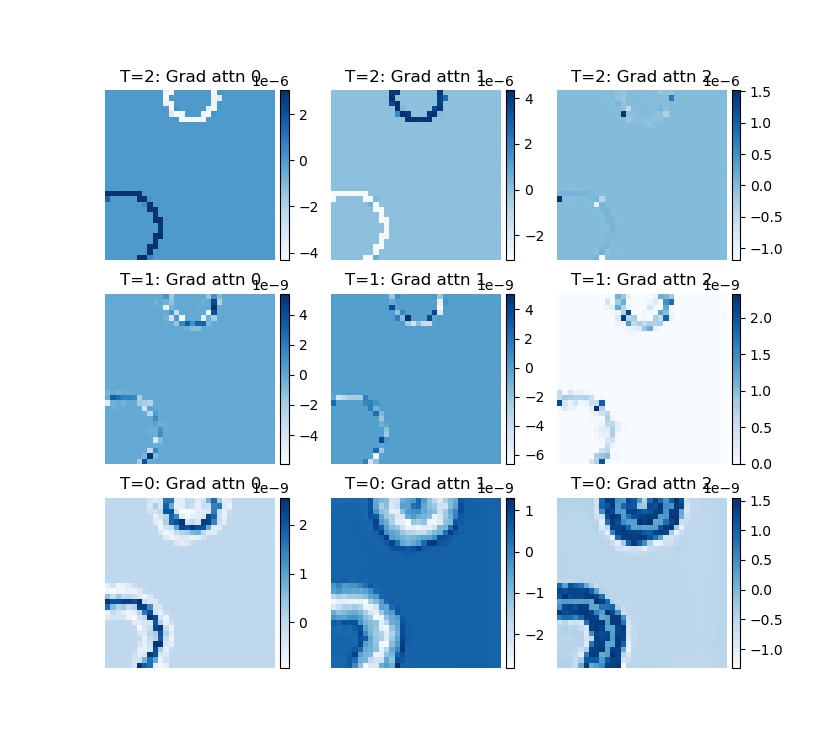 T=2: Grad attn 0
1e−6
2
0
−2
−4
T=2: Grad attn 1
1e−6
4
2
0
−2
T=2: Grad attn 2
1e−6
1.5
1.0
0.5
0.0
−0.5
−1.0
T=1: Grad attn 0
1e−9
4
2
0
−2
−4
T=1: Grad attn 1
1e−9
4
2
0
−2
−4
−6
T=1: Grad attn 2
1e−9
2.0
1.5
1.0
0.5
0.0
T=0: Grad attn 0
1e−9
2
1
0
T=0: Grad attn 1
1e−9
1
0
−1
−2
T=0: Grad attn 2
1e−9
1.5
1.0
0.5
0.0
−0.5
−1.0